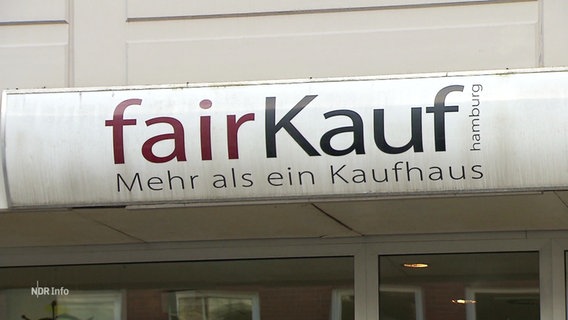 fairKauf
hamburg
Mehr als ein Kaufhaus
NDR Info